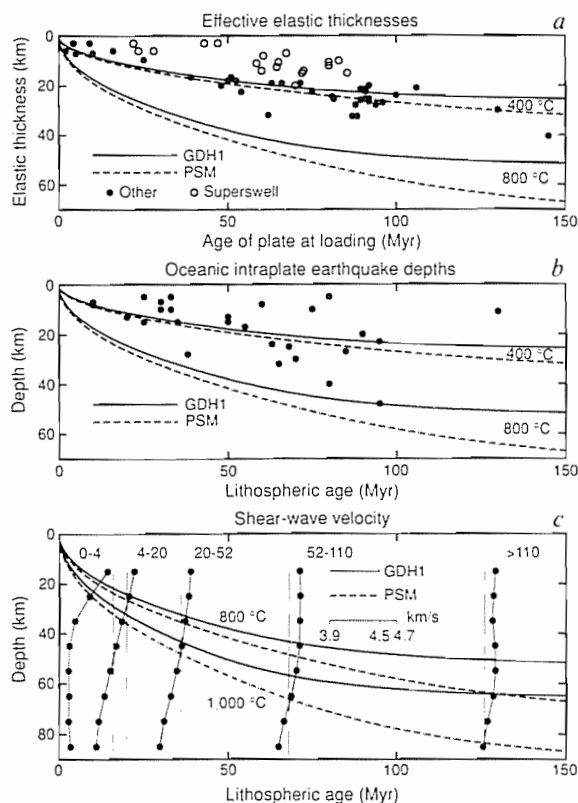 Effective elastic thicknesses
a
0
20
40
60
Elastic thickness (km)
400 °C
800 °C
GDH1
PSM
Other
Superswell
0
50
100
150
Age of plate at loading (Myr)
Oceanic intraplate earthquake depths
b
0
20
40
60
Depth (km)
400 °C
800 °C
GDH1
PSM
0
50
100
150
Lithospheric age (Myr)
Shear-wave velocity
c
0
20
40
60
80
Depth (km)
0-4
4-20
20-52
52-110
>110
GDH1
PSM
km/s
3.9
4.5
4.7
800 °C
1,000 °C
0
50
100
150
Lithospheric age (Myr)